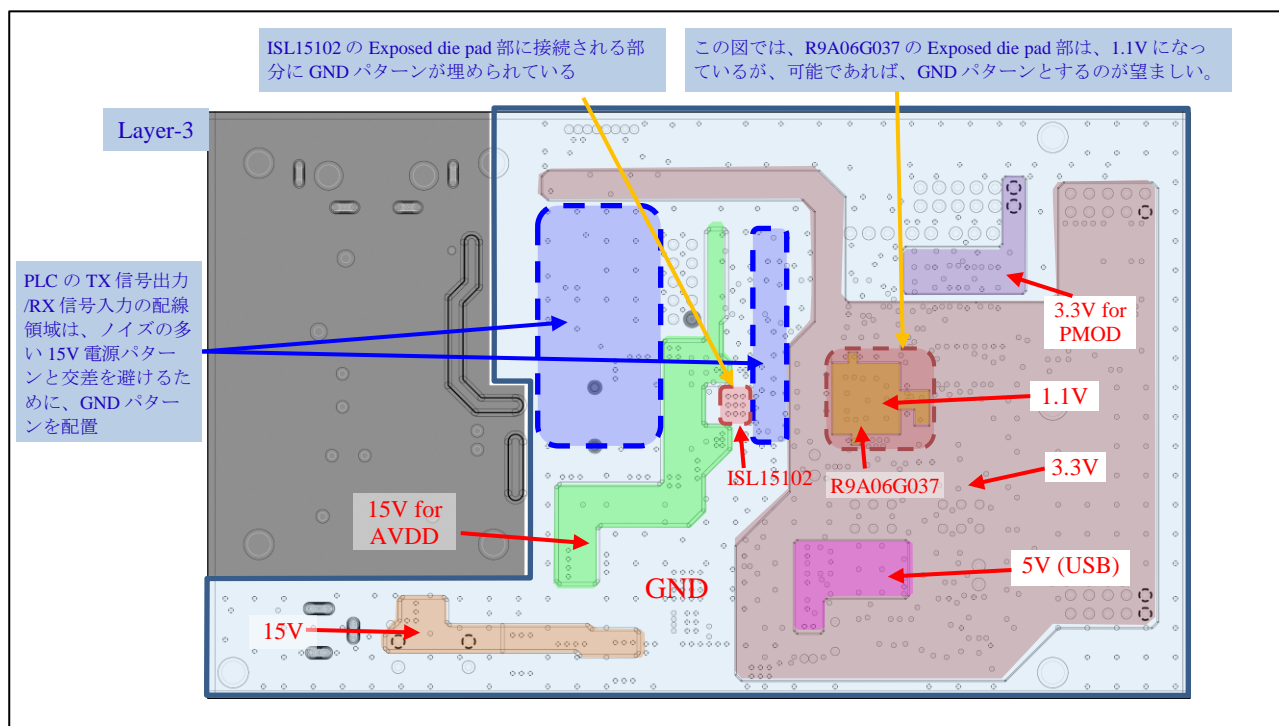 ISL15102 の Exposed die pad 部に接続される部
分に GND パターンが埋められている
この図では、R9A06G037 の Exposed die pad 部は、1.1V になっ
ているが、可能であれば、GND パターンとするのが望ましい。
Layer-3
PLC の TX 信号出力
/RX 信号入力の配線
領域は、ノイズの多
い 15V 電源パター
ンと交差を避けるた
めに、GND パター
ンを配置
3.3V for
PMOD
1.1V
3.3V
ISL15102
R9A06G037
15V for
AVDD
5V (USB)
GND
15V